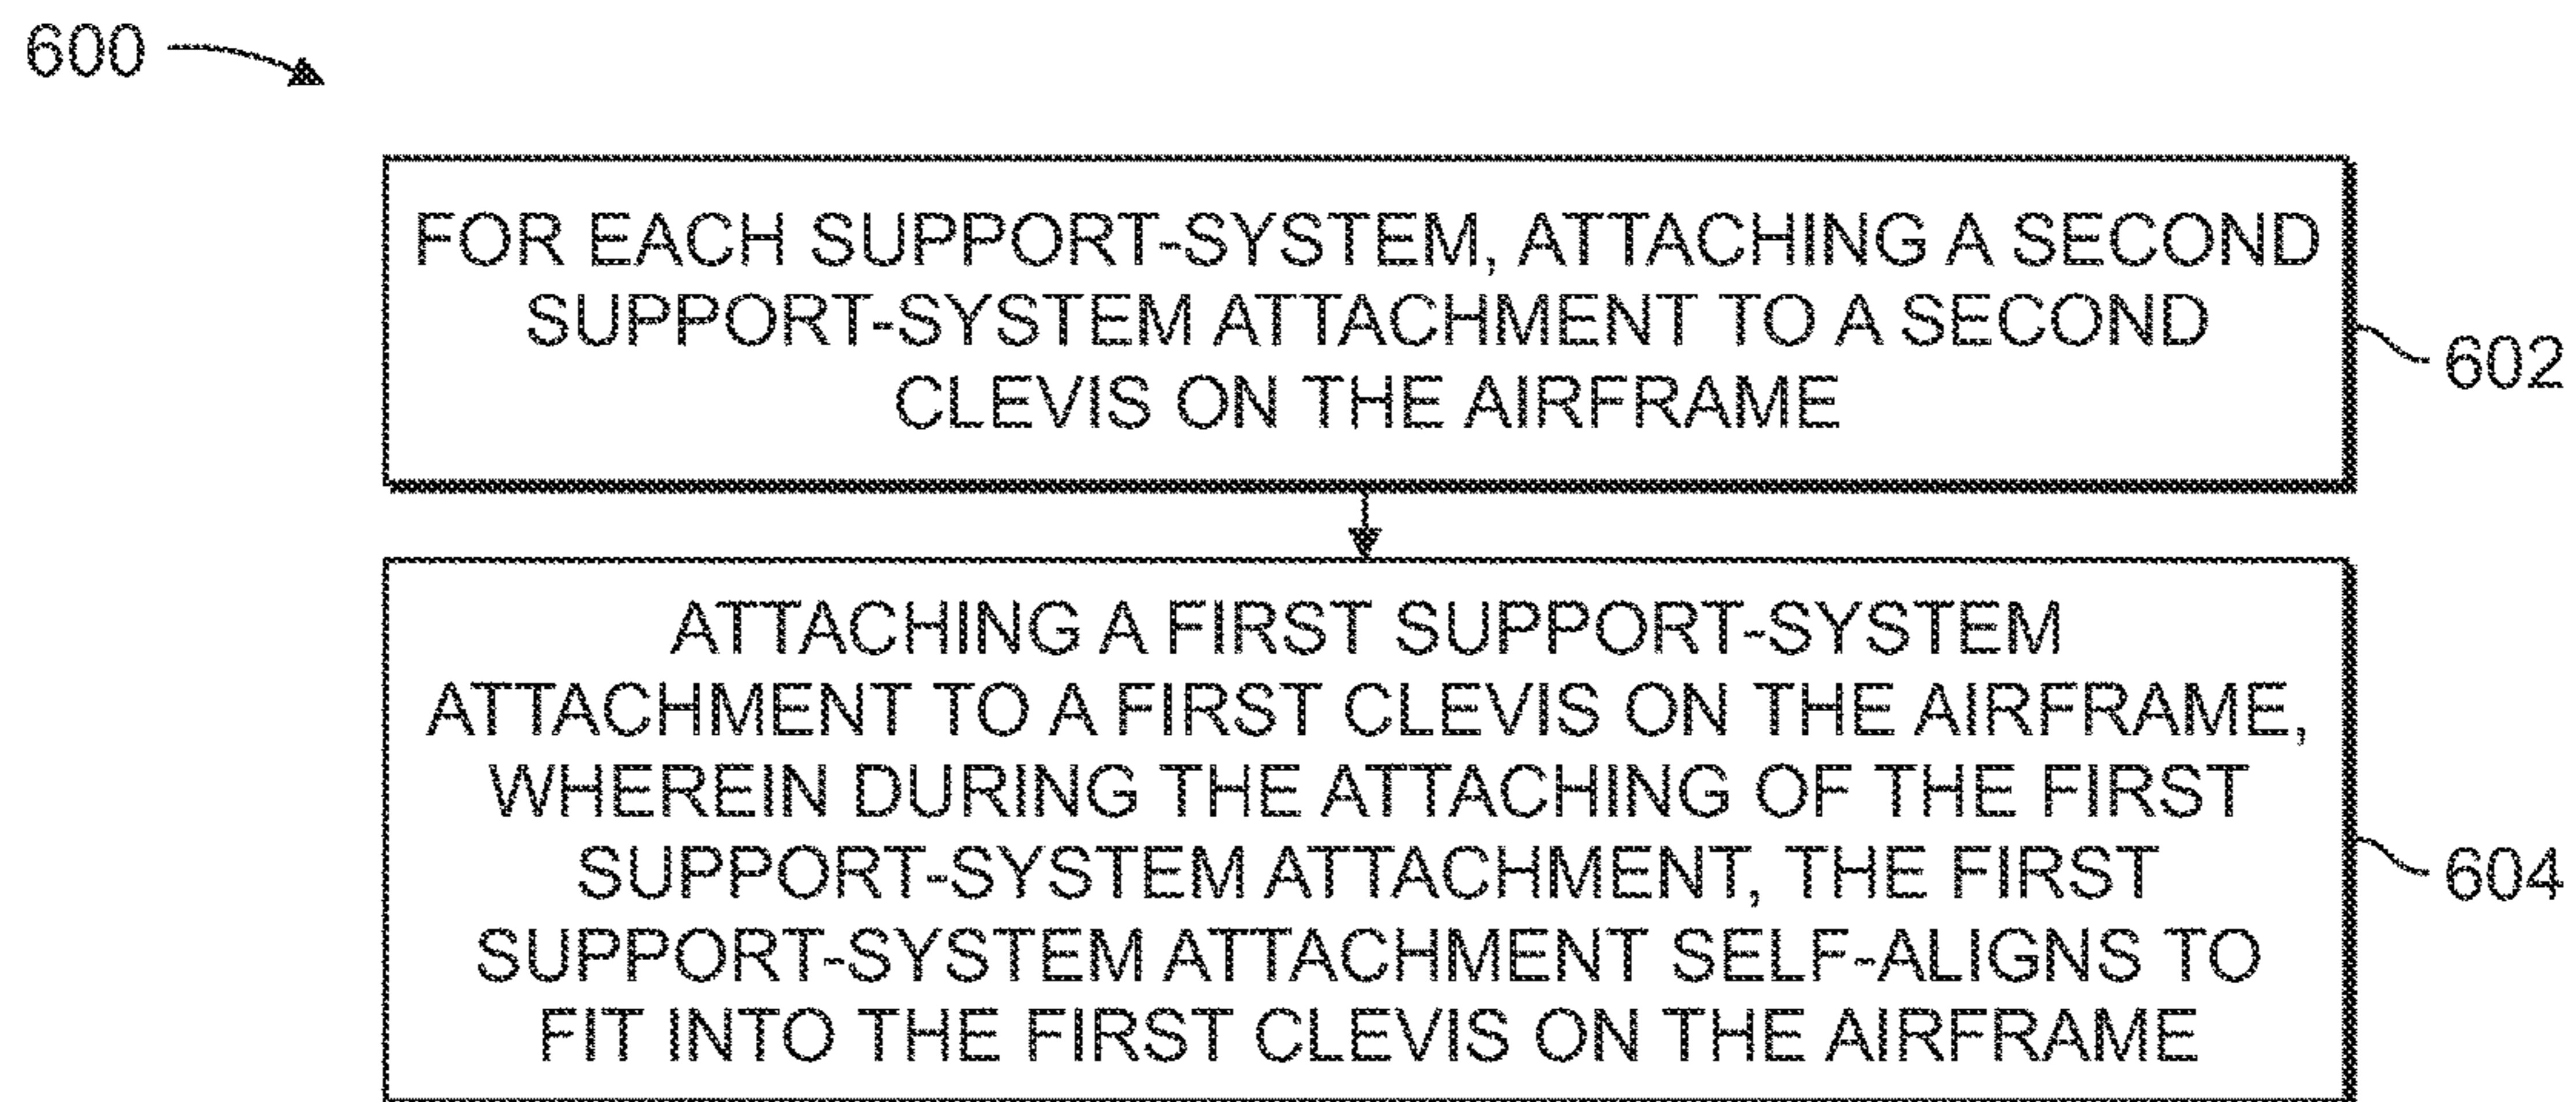 600
FOR EACH SUPPORT-SYSTEM, ATTACHING A SECOND
SUPPORT-SYSTEM ATTACHMENT TO A SECOND
CLEVIS ON THE AIRFRAME
602
ATTACHING A FIRST SUPPORT-SYSTEM
ATTACHMENT TO A FIRST CLEVIS ON THE AIRFRAME,
WHEREIN DURING THE ATTACHING OF THE FIRST
SUPPORT-SYSTEM ATTACHMENT, THE FIRST
SUPPORT-SYSTEM ATTACHMENT SELF-ALIGNS TO
FIT INTO THE FIRST CLEVIS ON THE AIRFRAME
604